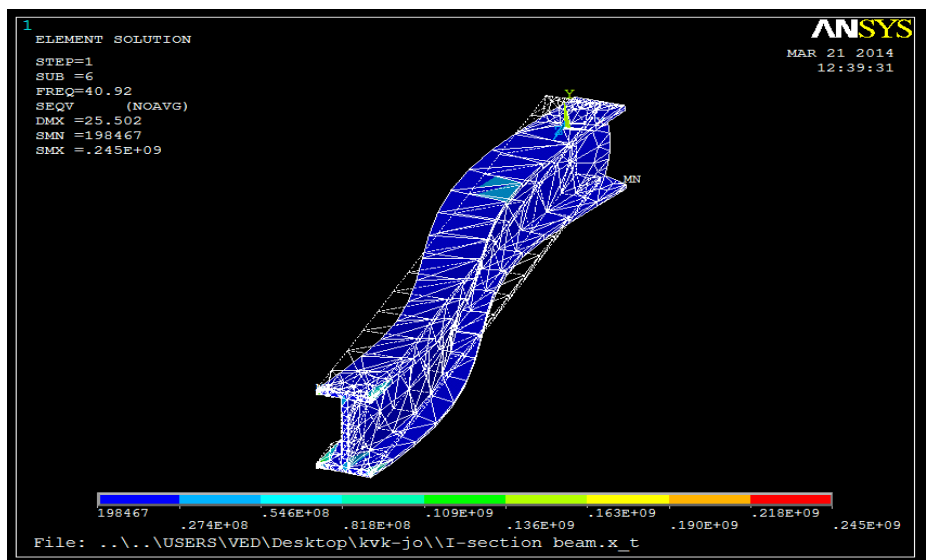 1
ELEMENT SOLUTION
ANSYS
MAR 21 2014
12:39:31
STEP=1
SUB =6
FREQ=40.92
SEQV (NOAVG)
DMX =25.502
SMN =198467
SMX =.245E+09
Y
MN
198467 .546E+08 .109E+09 .163E+09 .218E+09
.274E+08 .818E+08 .136E+09 .190E+09 .245E+09
File: ..\..\USERS\VED\Desktop\kvk-jo\\I-section beam.x_t